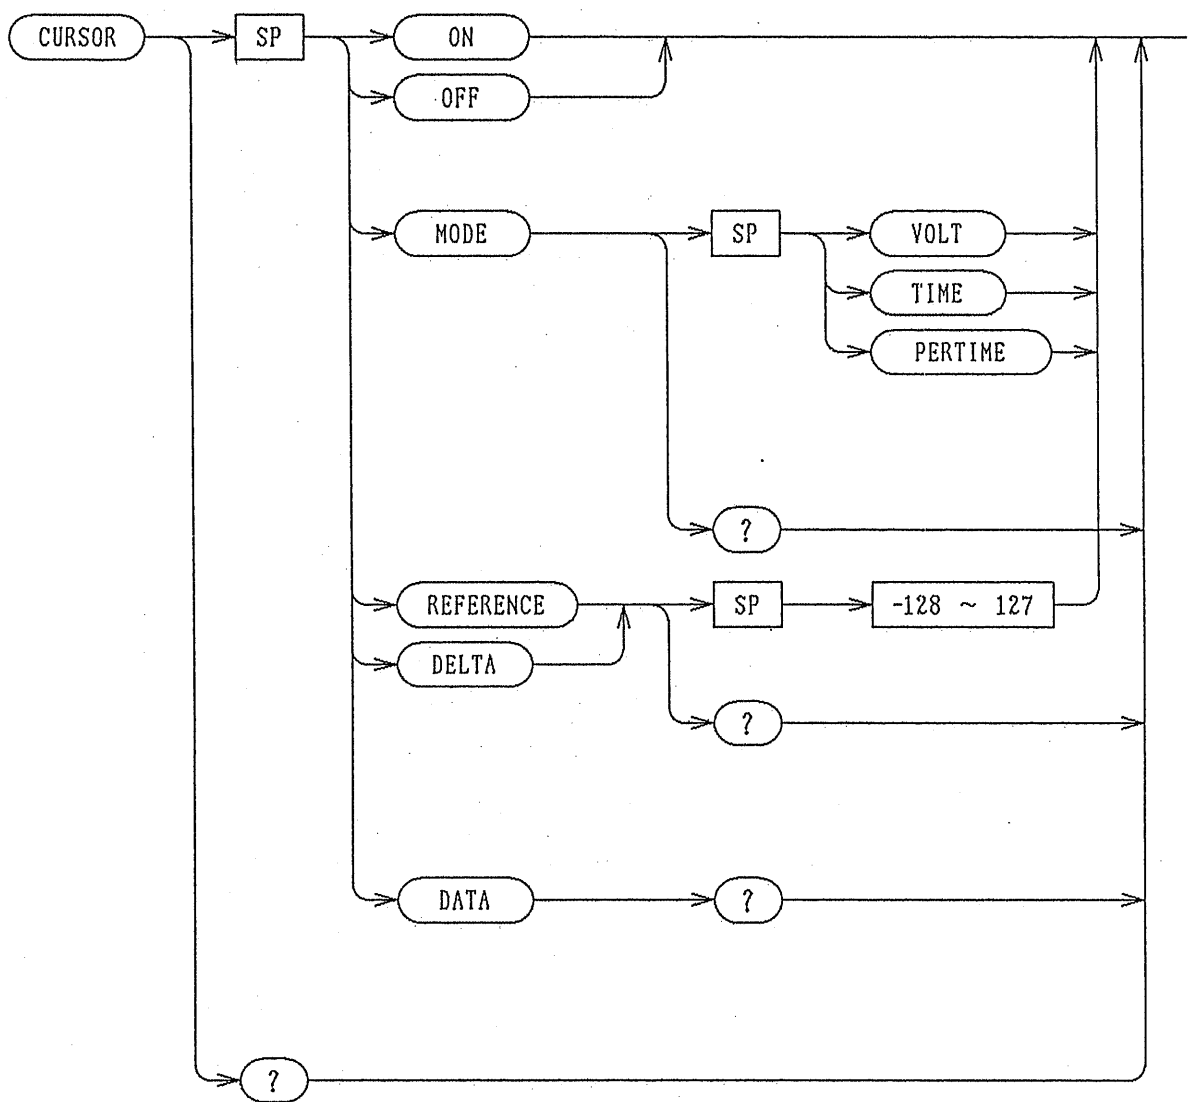 CURSOR SP ON
OFF
MODE SP VOLT
TIME
PERTIME
?
REFERENCE SP -128 ~ 127
DELTA
?
DATA ?
?